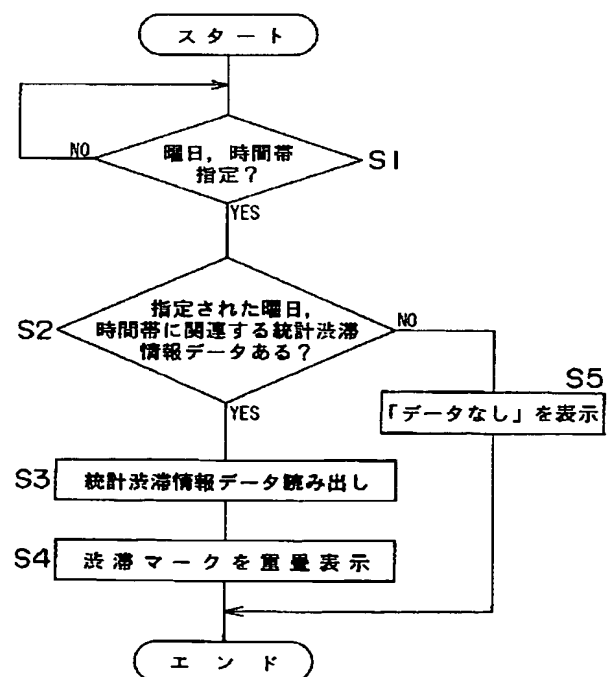 スタート
NO
曜日,時間帯
指定?
S1
YES
指定された曜日,
S2
時間帯に関連する統計渋滞
情報データある?
NO
YES
S5
「データなし」を表示
S3
統計渋滞情報データ読み出し
S4
渋滞マークを重畳表示
エンド